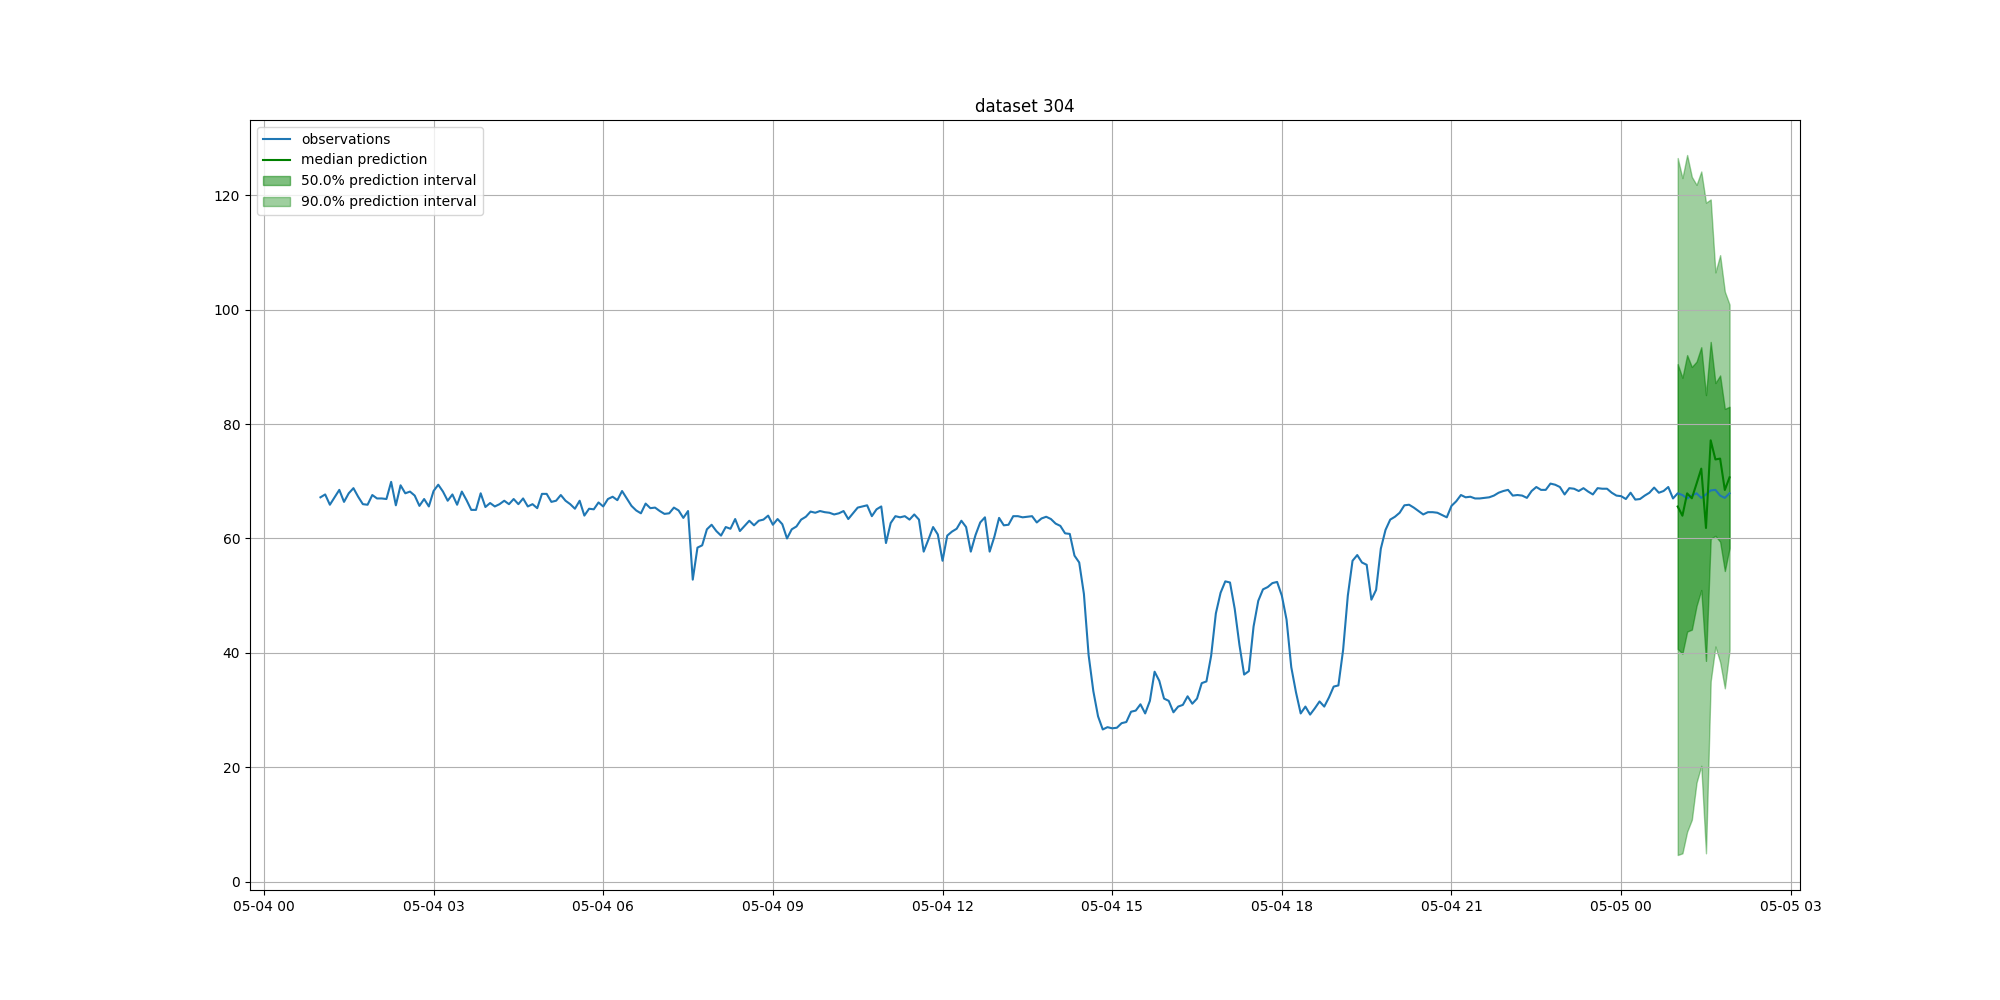 dataset 304
observations
median prediction
50.0% prediction interval
90.0% prediction interval
120
100
80
60
40
20
0
05-04 00 05-04 03 05-04 06 05-04 09 05-04 12 05-04 15 05-04 18 05-04 21 05-05 00 05-05 03